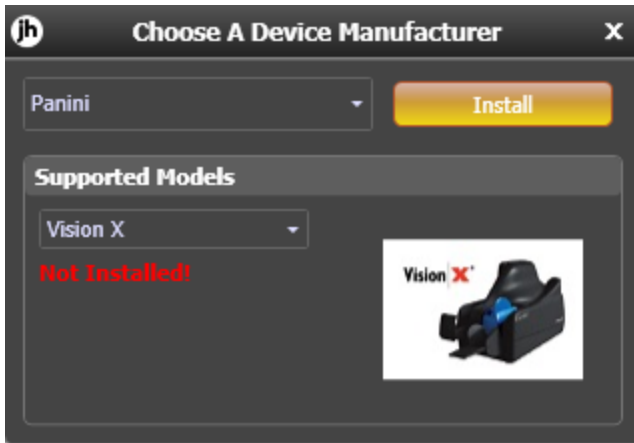 jh Choose A Device Manufacturer X
Panini Install
Supported Models
Vision X
Not Installed!
Vision X